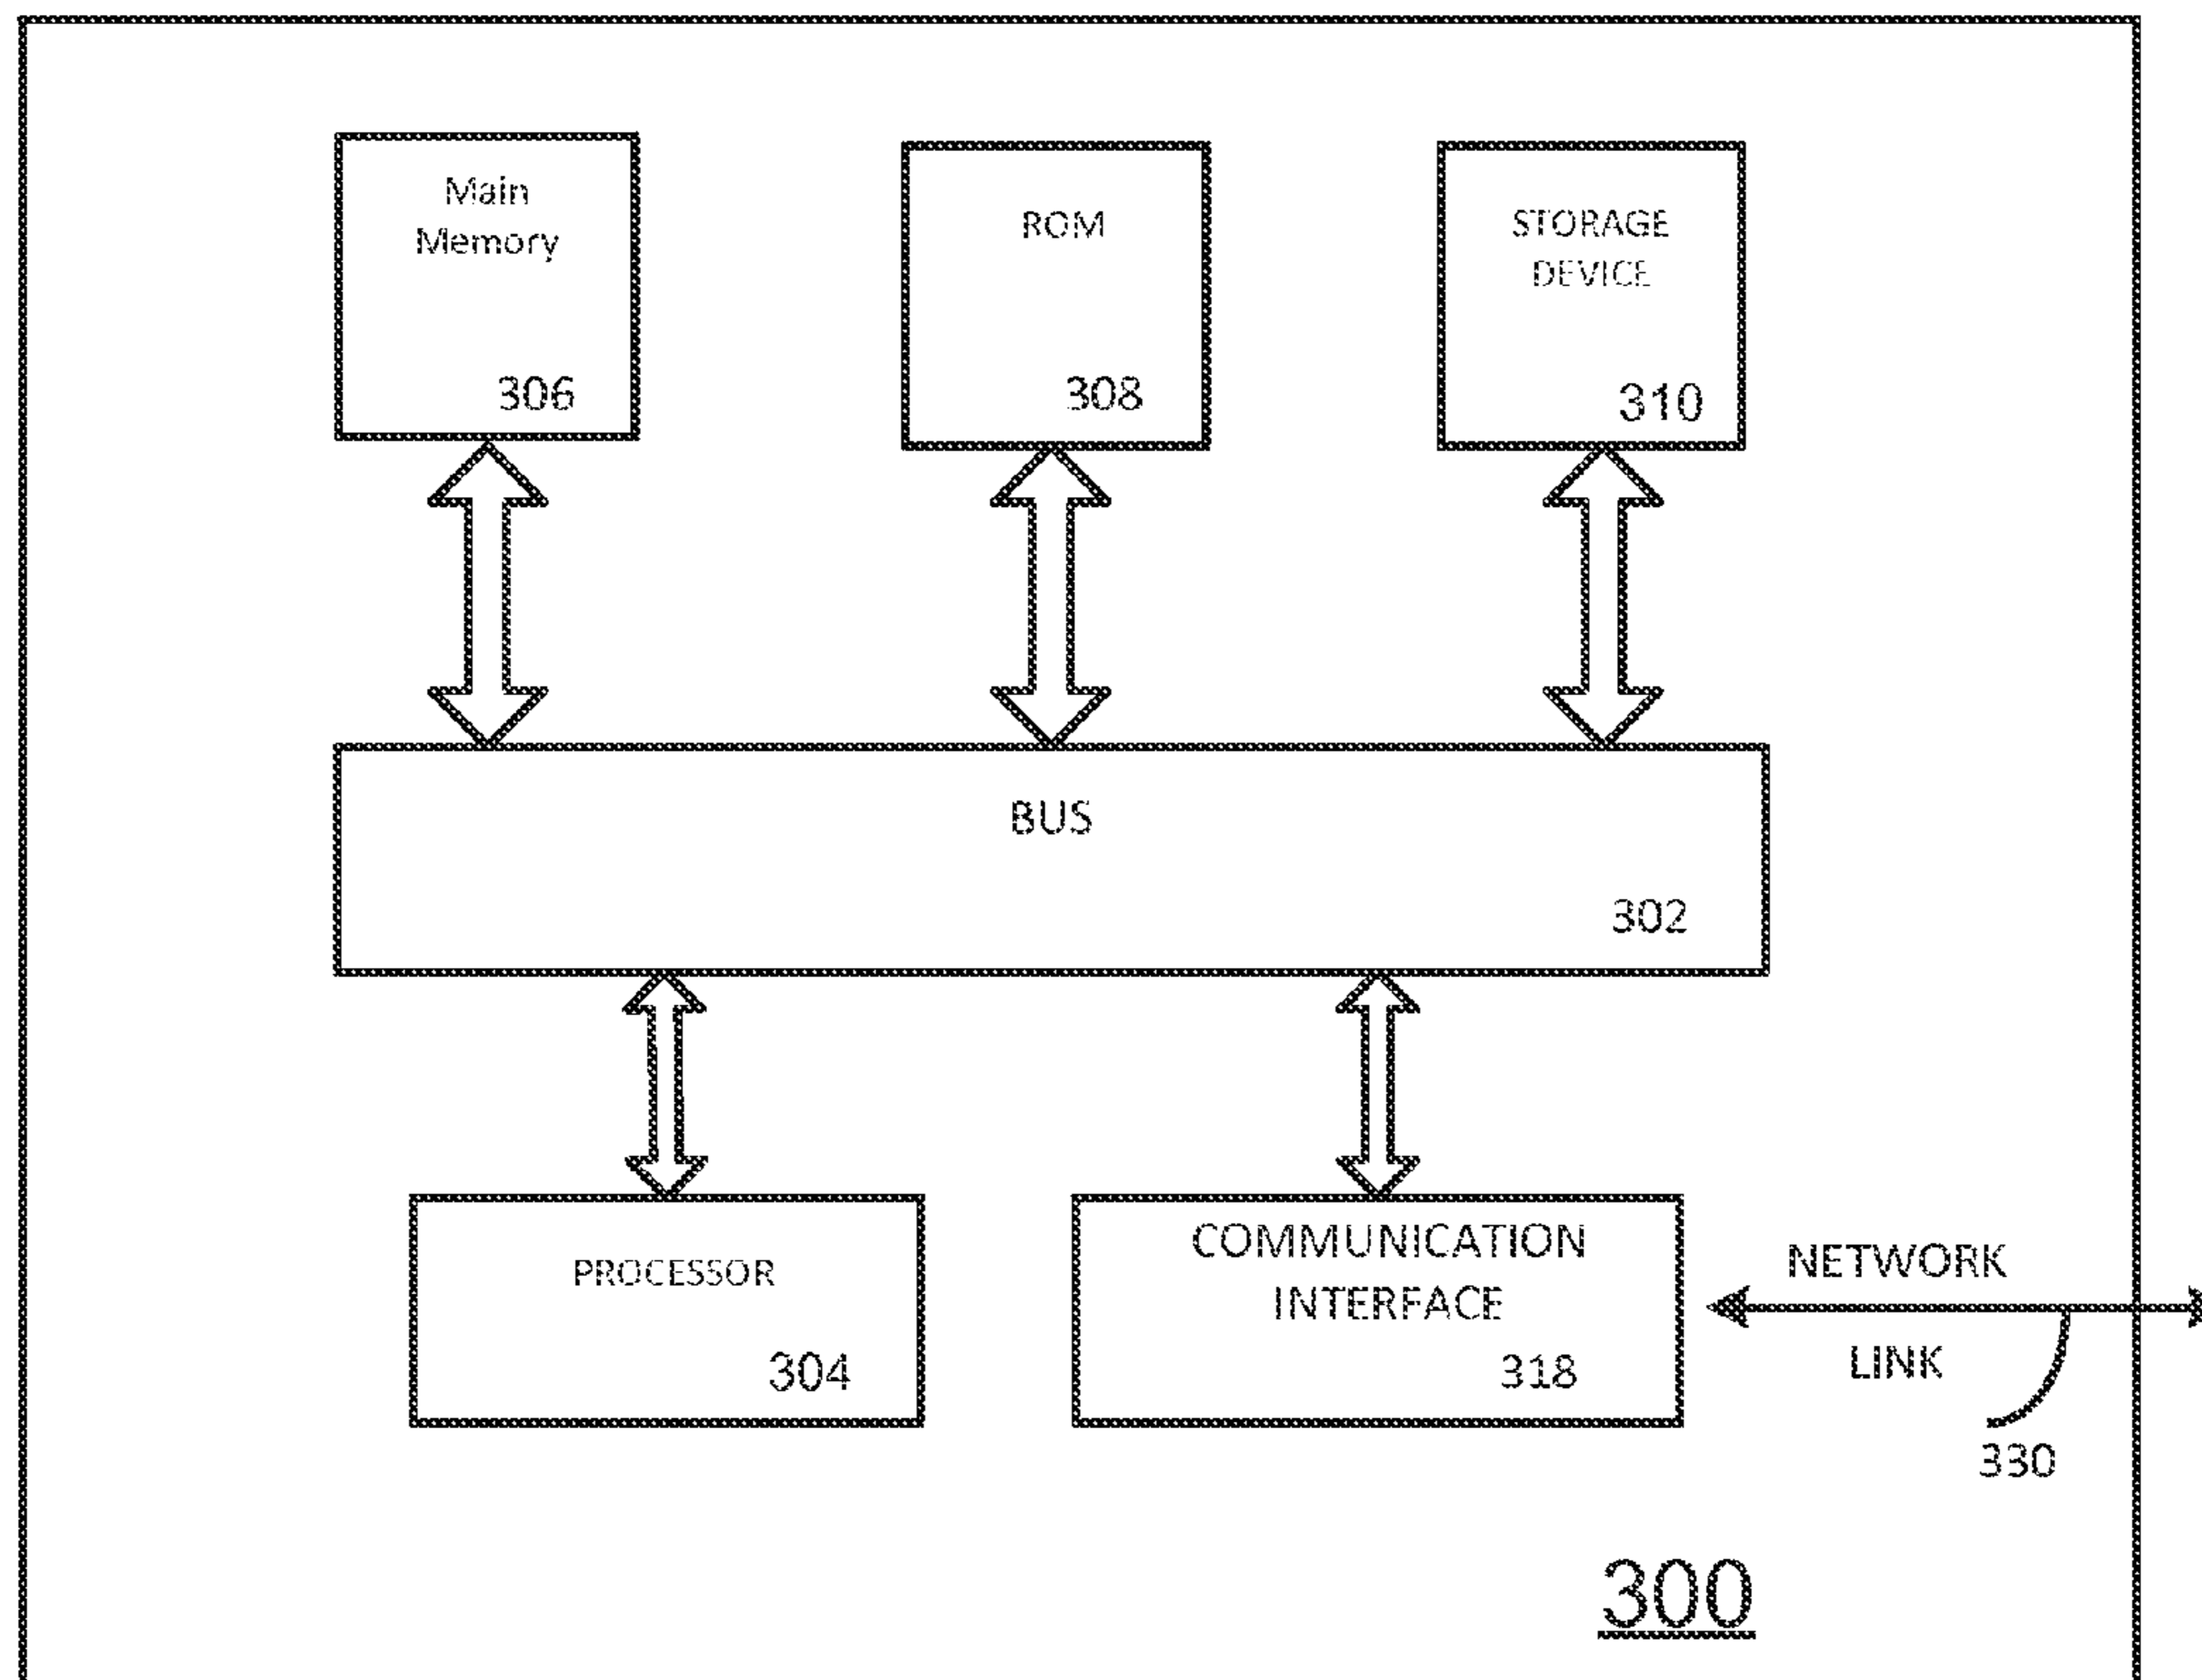 Main
Memory
306
ROM
308
STORAGE
DEVICE
310
BUS
302
PROCESSOR
304
COMMUNICATION
INTERFACE
318
NETWORK
LINK
330
300